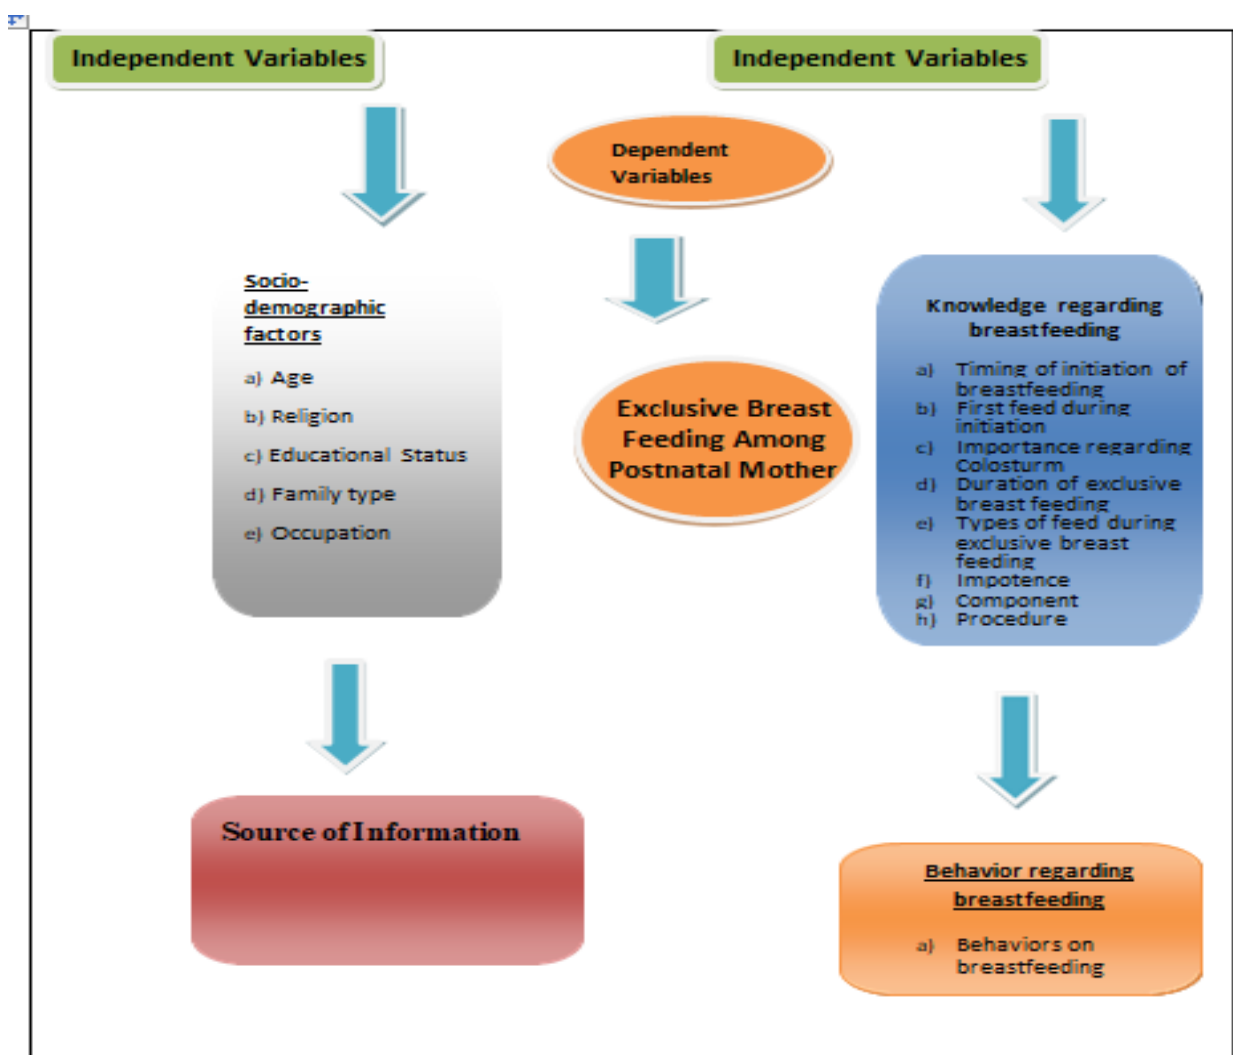 Independent Variables
Independent Variables
Dependent
Variables
Socio-
demographic
factors
a) Age
b) Religion
c) Educational Status
d) Family type
e) Occupation
Exclusive Breast
Feeding Among
Postnatal Mother
Knowledge regarding
breastfeeding
a) Timing of initiation of
breastfeeding
b) First feed during
initiation
c) Importance regarding
Colosturm
d) Duration of exclusive
breast feeding
e) Types of feed during
exclusive breast
feeding
f) Impotence
g) Component
h) Procedure
Source of Information
Behavior regarding
breastfeeding
a) Behaviors on
breastfeeding